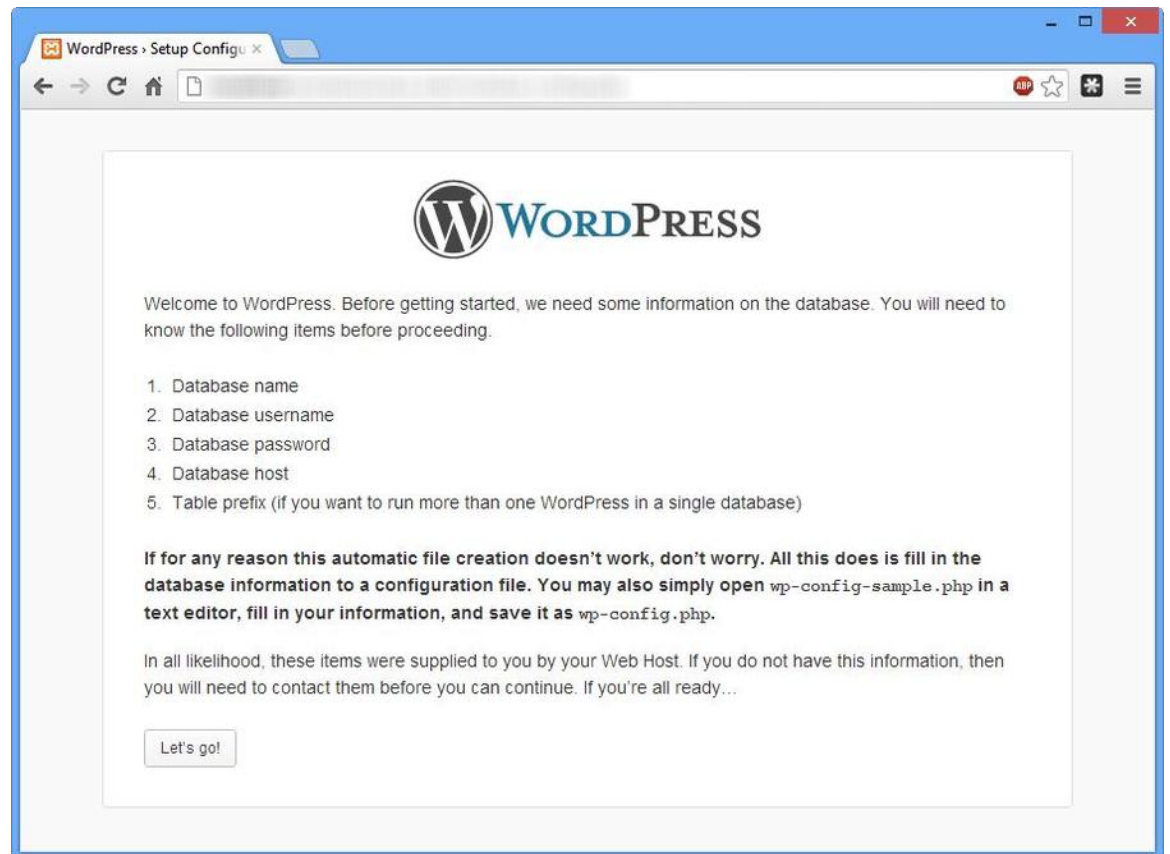 WordPress › Setup Configu
ABP
WORDPRESS
Welcome to WordPress. Before getting started, we need some information on the database. You will need to
know the following items before proceeding.
1. Database name
2. Database username
3. Database password
4. Database host
5. Table prefix (if you want to run more than one WordPress in a single database)
If for any reason this automatic file creation doesn’t work, don’t worry. All this does is fill in the
database information to a configuration file. You may also simply open wp-config-sample.php in a
text editor, fill in your information, and save it as wp-config.php.
In all likelihood, these items were supplied to you by your Web Host. If you do not have this information, then
you will need to contact them before you can continue. If you’re all ready…
Let's go!